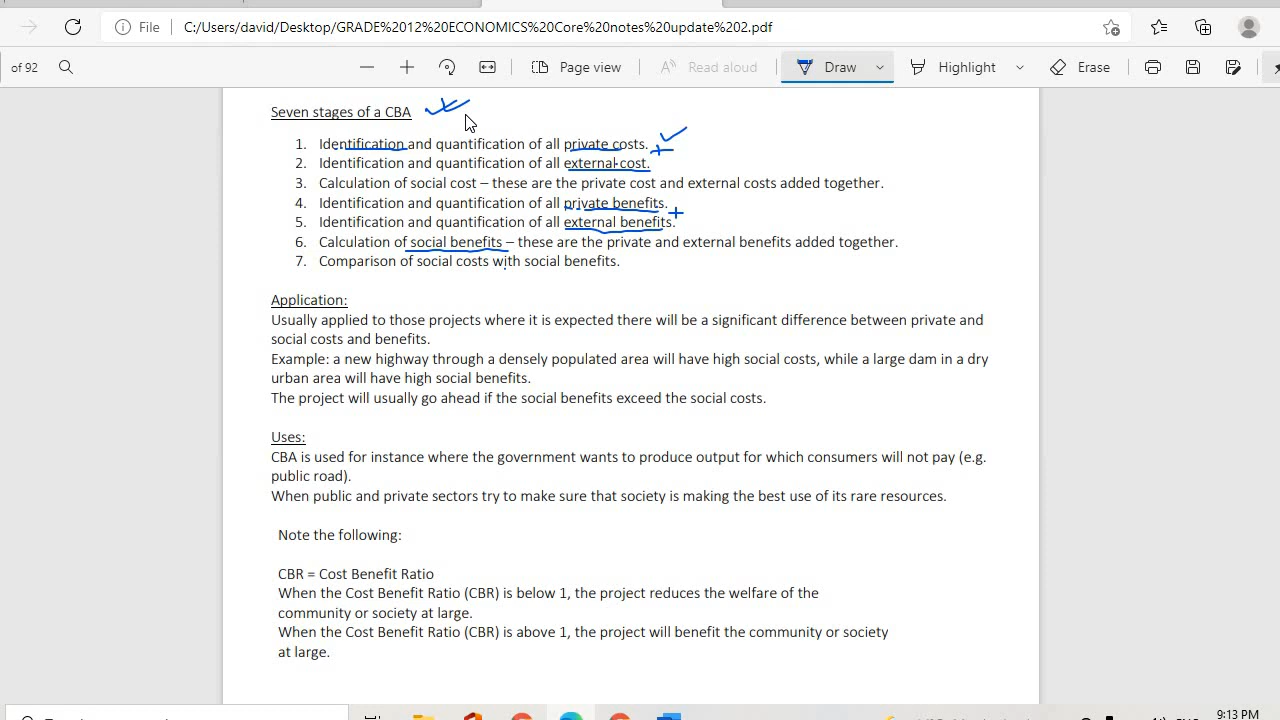 File
C:/Users/david/Desktop/GRADE%2012%20ECONOMICS%20Core%20notes%20update%202.pdf
of 92
Page view
Read aloud
Draw
Highlight
Erase
Seven stages of a CBA
1. Identification and quantification of all private costs.
2. Identification and quantification of all external cost.
3. Calculation of social cost – these are the private cost and external costs added together.
4. Identification and quantification of all private benefits.
5. Identification and quantification of all external benefits.
6. Calculation of social benefits – these are the private and external benefits added together.
7. Comparison of social costs with social benefits.
Application:
Usually applied to those projects where it is expected there will be a significant difference between private and
social costs and benefits.
Example: a new highway through a densely populated area will have high social costs, while a large dam in a dry
urban area will have high social benefits.
The project will usually go ahead if the social benefits exceed the social costs.
Uses:
CBA is used for instance where the government wants to produce output for which consumers will not pay (e.g.
public road).
When public and private sectors try to make sure that society is making the best use of its rare resources.
Note the following:
CBR = Cost Benefit Ratio
When the Cost Benefit Ratio (CBR) is below 1, the project reduces the welfare of the
community or society at large.
When the Cost Benefit Ratio (CBR) is above 1, the project will benefit the community or society
at large.
9:13 PM